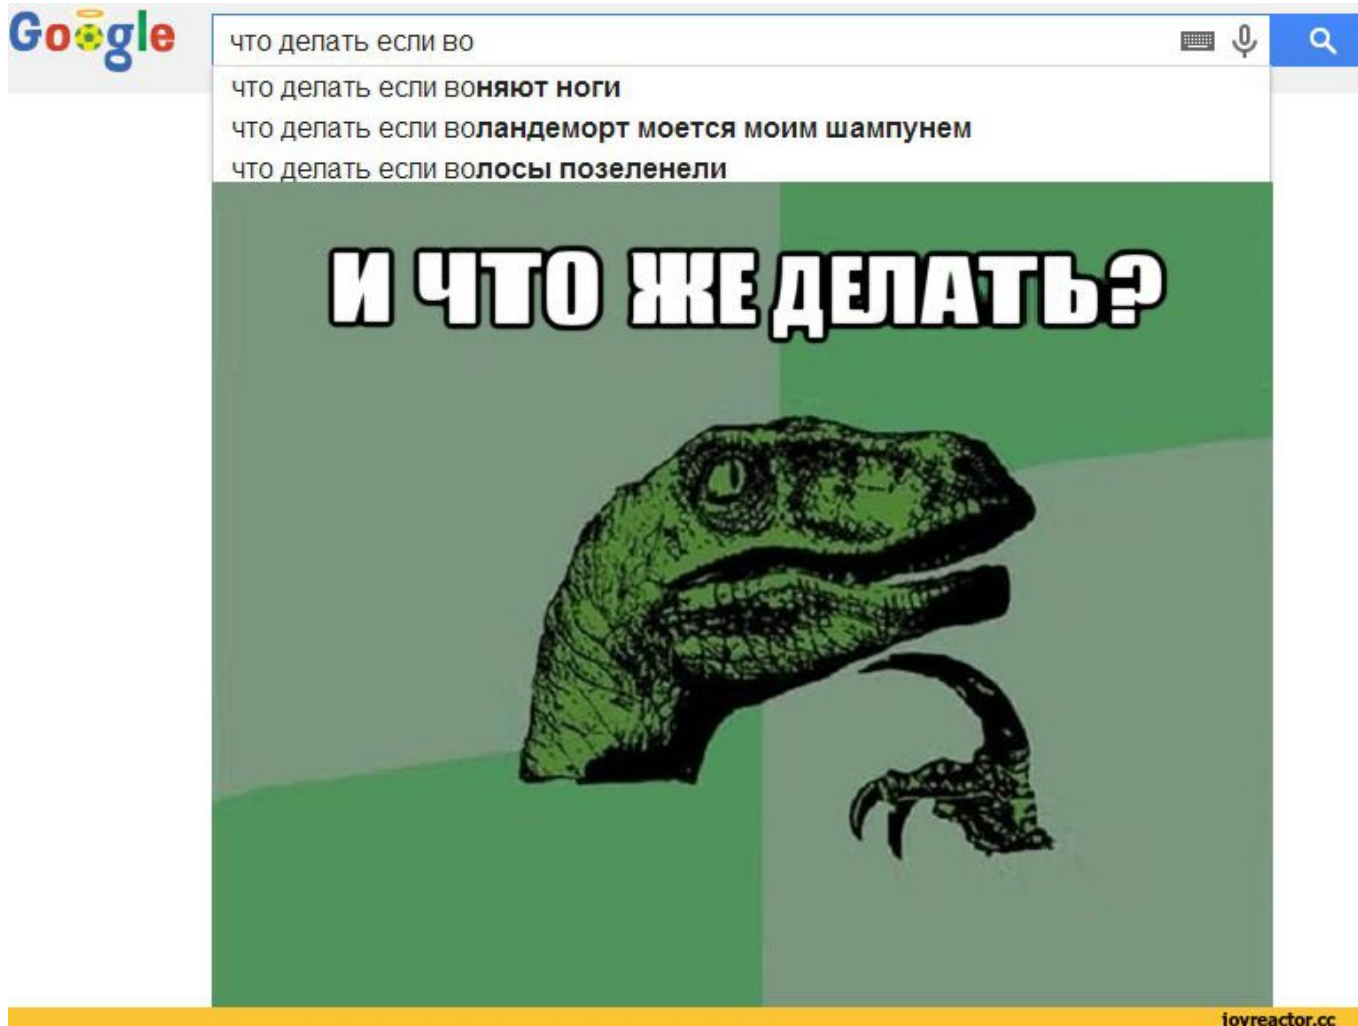 Google
что делать если во
что делать если воняют ноги
что делать если воландеморт моется моим шампунем
что делать если волосы позеленели
И ЧТО ЖЕ ДЕЛАТЬ?
joyreactor.cc